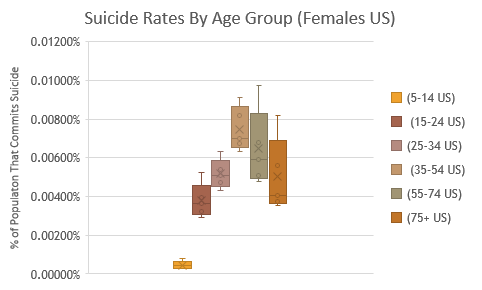 Suicide Rates By Age Group (Females US)
% of Populaton That Commits Suicide
0.01200%
0.01000%
0.00800%
0.00600%
0.00400%
0.00200%
0.00000%
(5-14 US)
(15-24 US)
(25-34 US)
(35-54 US)
(55-74 US)
(75+ US)